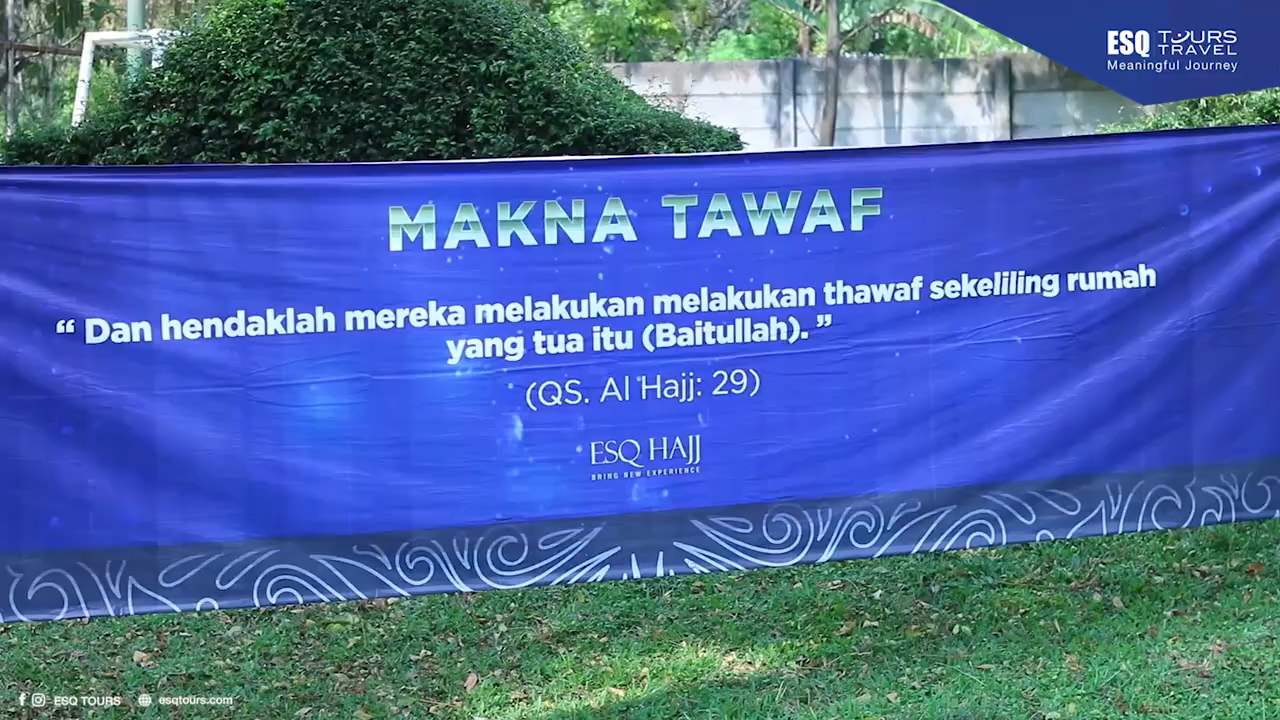 ESQ TOURS
TRAVEL
Meaningful Journey
MAKNA TAWAF
“ Dan hendaklah mereka melakukan melakukan thawaf sekeliling rumah
yang tua itu (Baitullah). ”
(QS. Al Hajj: 29)
ESQ HAJJ
BRING NEW EXPERIENCE
ESQ TOURS esqtours.com